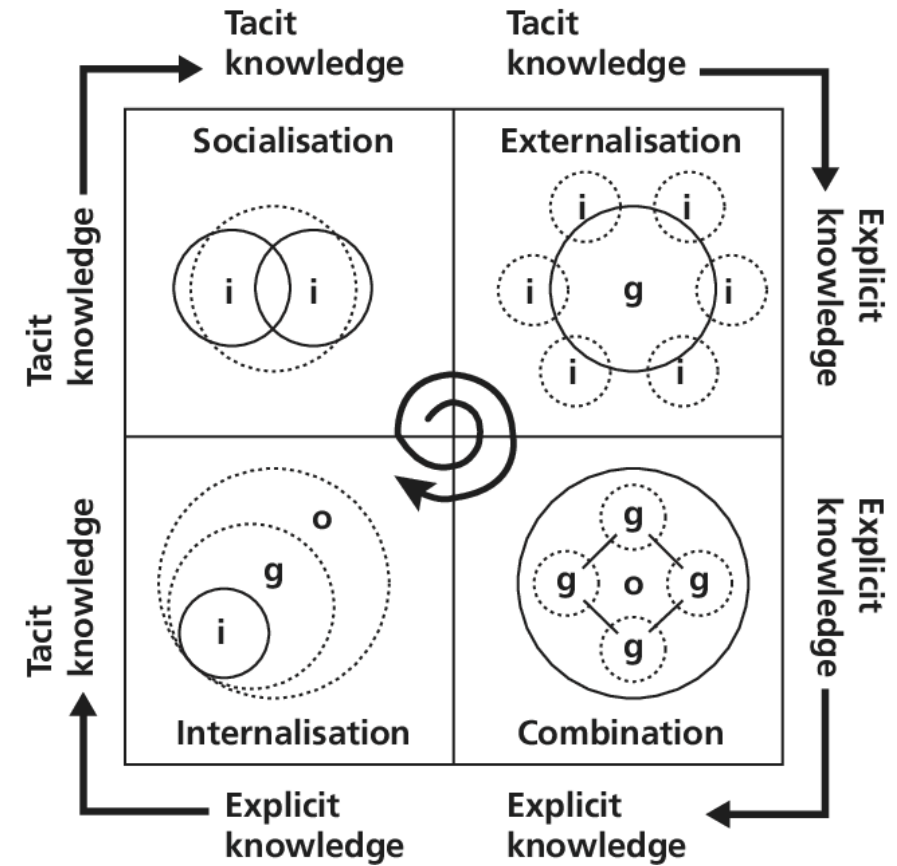 Tacit
knowledge
Tacit
knowledge
Tacit
knowledge
Socialisation
i
i
Externalisation
i
i
i
g
i
i
i
Explicit
knowledge
Tacit
knowledge
o
g
i
Internalisation
g
g
o
g
g
Combination
Explicit
knowledge
Explicit
knowledge
Explicit
knowledge